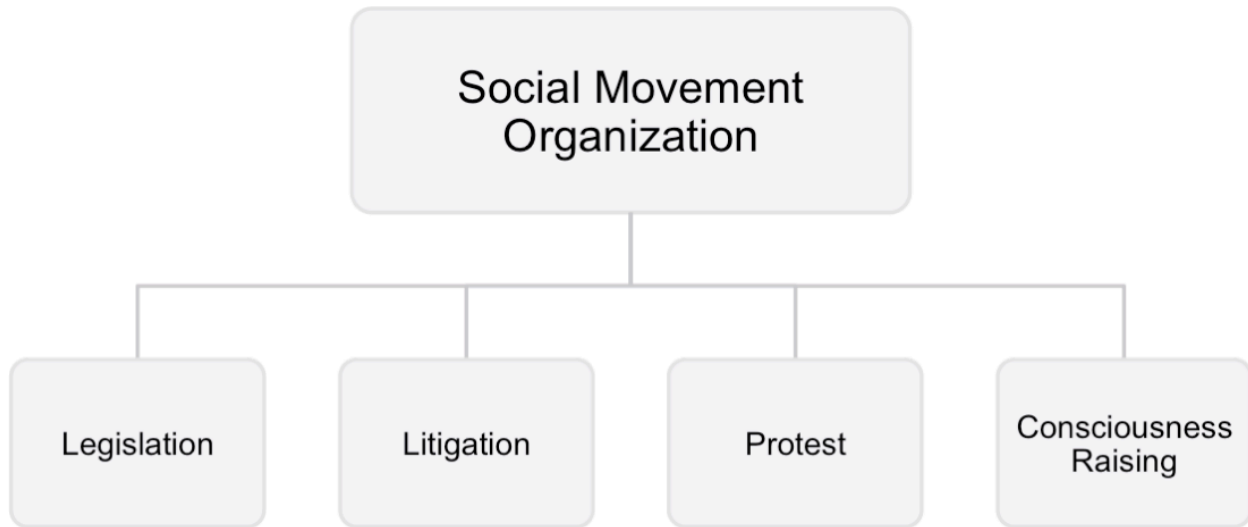 Social Movement
Organization
Legislation
Litigation
Protest
Consciousness
Raising